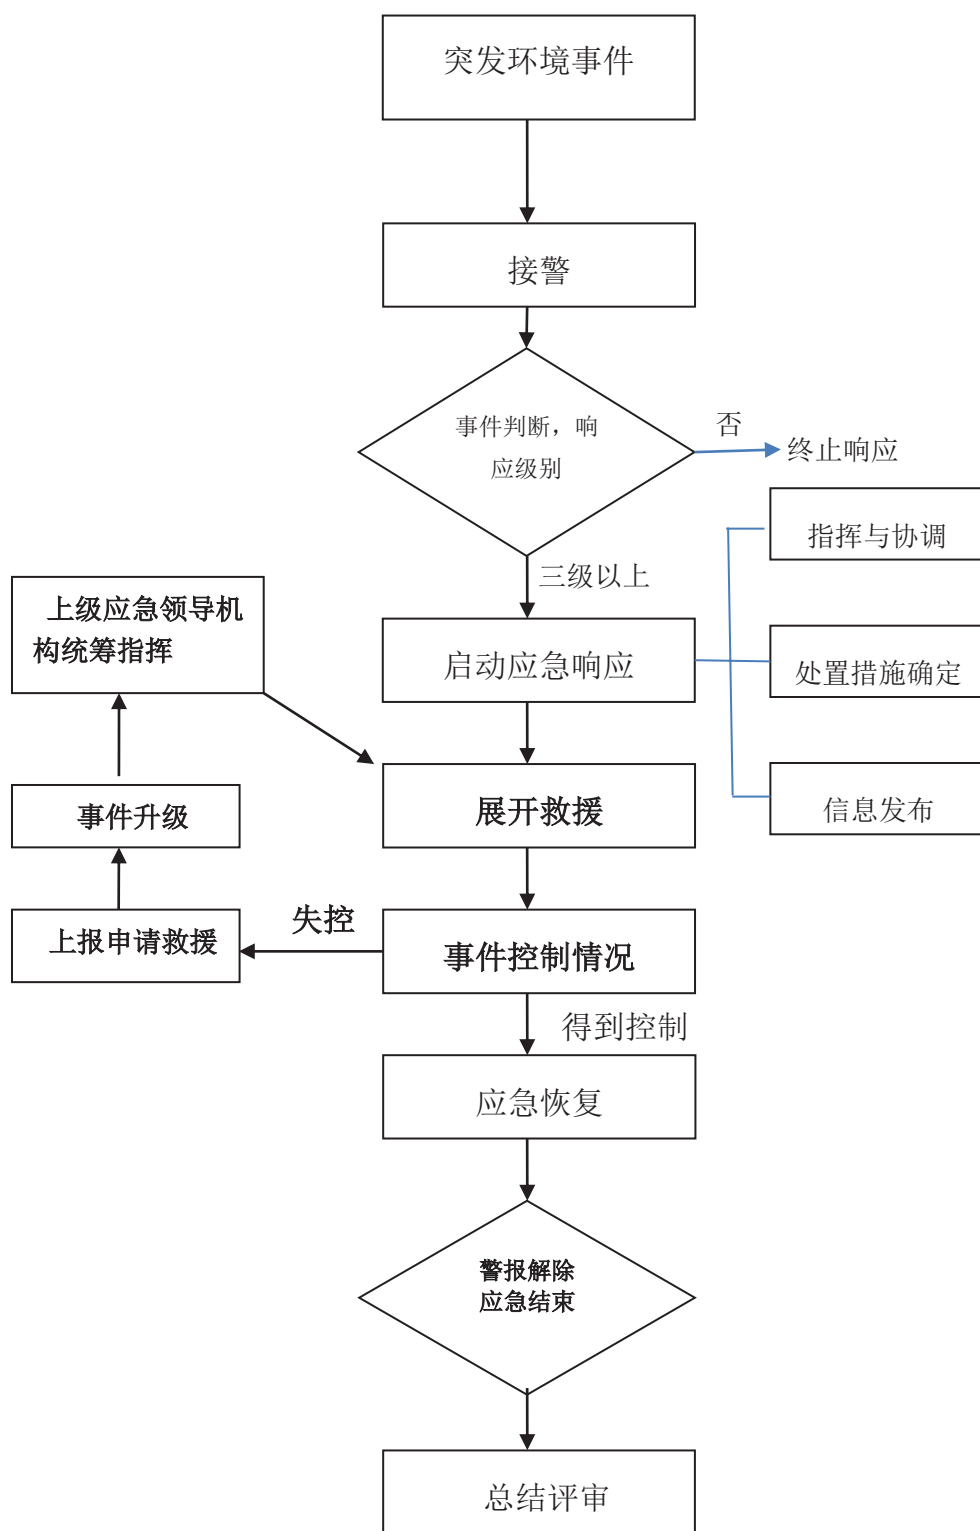 突发环境事件
接警
事件判断，响
应级别
否
终止响应
指挥与协调
三级以上
上级应急领导机
构统筹指挥
启动应急响应
处置措施确定
事件升级
展开救援
信息发布
失控
上报申请救援
事件控制情况
得到控制
应急恢复
警报解除
应急结束
总结评审